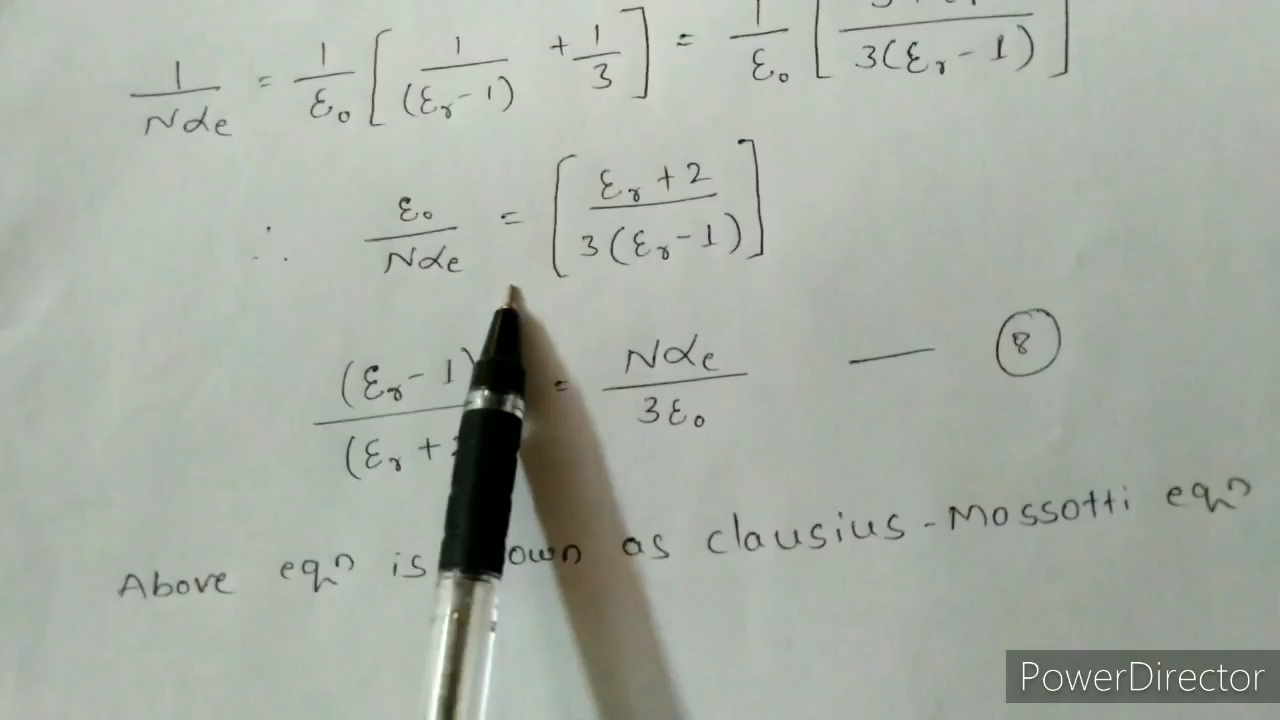 1/Nαe = 1/ε₀ [ 1/(εr - 1) + 1/3 ] = 1/ε₀ [ /3(εr - 1) ]
∴ ε₀/Nαe = [ εr + 2 / 3(εr - 1) ]
(εr - 1) / (εr + = Nαe/3ε₀ — 8
Above eqn is own as clausius - Mossotti eqn
PowerDirector